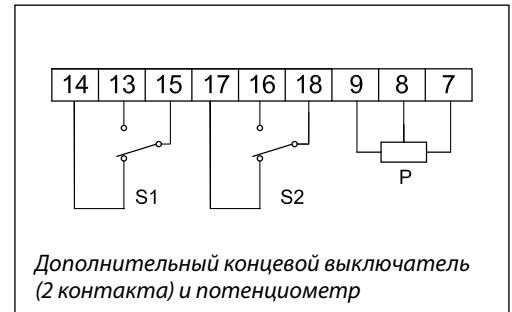 14 13 15 17 16 18 9 8 7
S1 S2 P
Дополнительный концевой выключатель
(2 контакта) и потенциометр